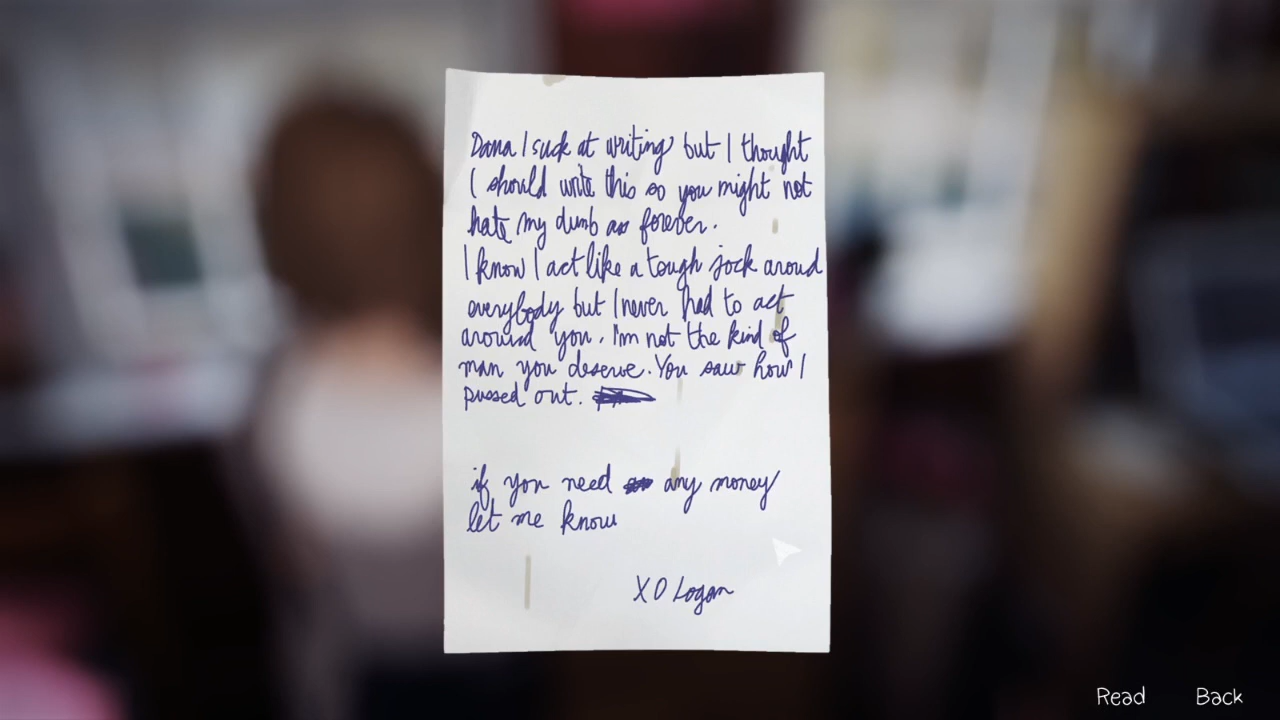 Dana I suck at writing but I thought
I should write this so you might not
hate my dumb ass forever.
I know I act like a tough jock aroud
everybody but I never had to act
around you. I'm not the kind of
man you deserve. You saw how I
pussed out.
if you need any money
let me know
XO Logan
Read
Back